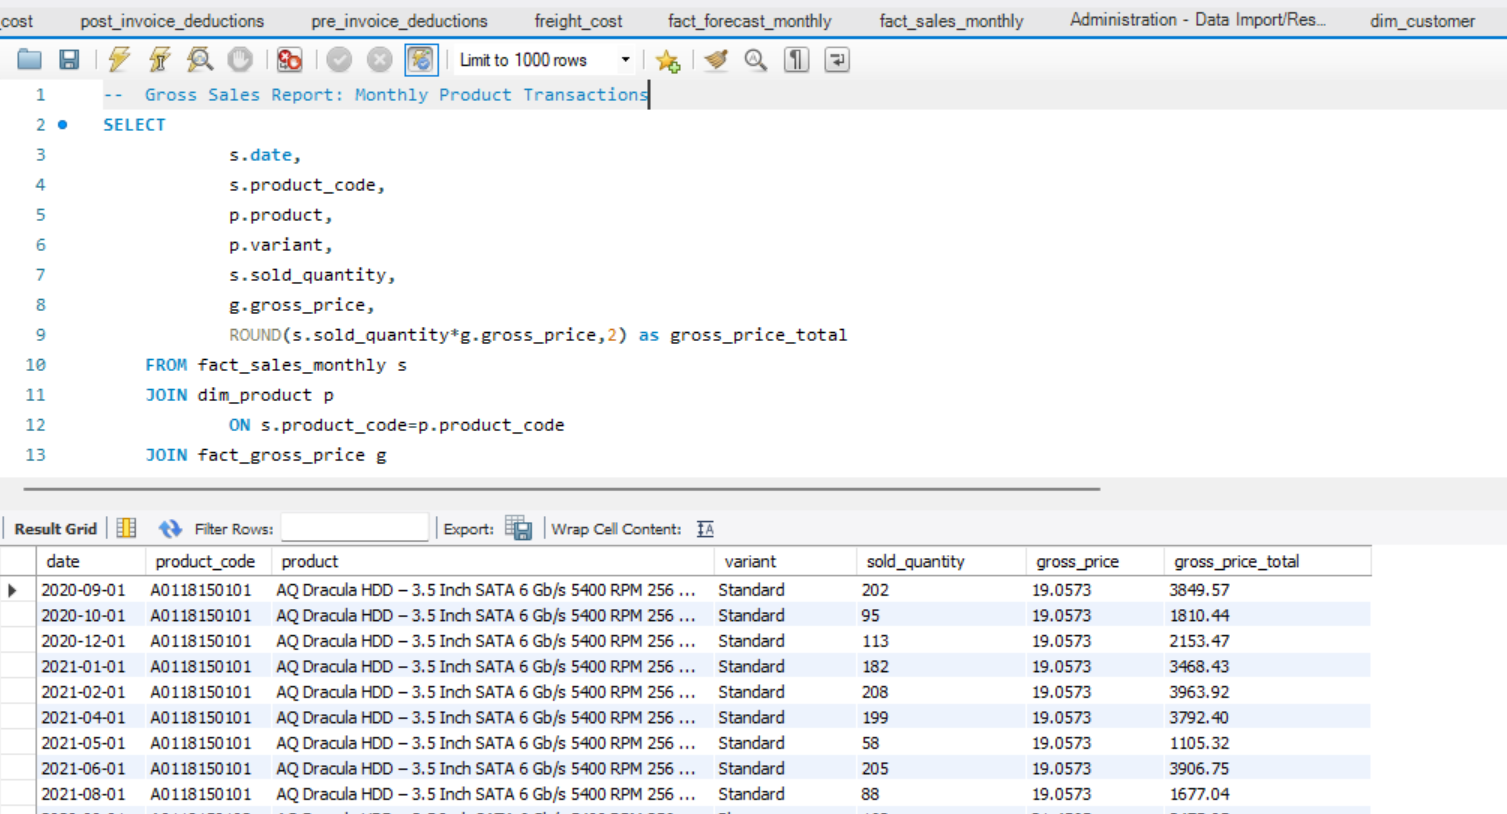 cost post_invoice_deductions pre_invoice_deductions freight_cost fact_forecast_monthly fact_sales_monthly Administration - Data Import/Res... dim_customer
Limit to 1000 rows
1 -- Gross Sales Report: Monthly Product Transactions
2 SELECT
3 s.date,
4 s.product_code,
5 p.product,
6 p.variant,
7 s.sold_quantity,
8 g.gross_price,
9 ROUND(s.sold_quantity*g.gross_price,2) as gross_price_total
10 FROM fact_sales_monthly s
11 JOIN dim_product p
12 ON s.product_code=p.product_code
13 JOIN fact_gross_price g
Result Grid Filter Rows: Export: Wrap Cell Content: IA
date product_code product variant sold_quantity gross_price gross_price_total
2020-09-01 A0118150101 AQ Dracula HDD – 3.5 Inch SATA 6 Gb/s 5400 RPM 256 ... Standard 202 19.0573 3849.57
2020-10-01 A0118150101 AQ Dracula HDD – 3.5 Inch SATA 6 Gb/s 5400 RPM 256 ... Standard 95 19.0573 1810.44
2020-12-01 A0118150101 AQ Dracula HDD – 3.5 Inch SATA 6 Gb/s 5400 RPM 256 ... Standard 113 19.0573 2153.47
2021-01-01 A0118150101 AQ Dracula HDD – 3.5 Inch SATA 6 Gb/s 5400 RPM 256 ... Standard 182 19.0573 3468.43
2021-02-01 A0118150101 AQ Dracula HDD – 3.5 Inch SATA 6 Gb/s 5400 RPM 256 ... Standard 208 19.0573 3963.92
2021-04-01 A0118150101 AQ Dracula HDD – 3.5 Inch SATA 6 Gb/s 5400 RPM 256 ... Standard 199 19.0573 3792.40
2021-05-01 A0118150101 AQ Dracula HDD – 3.5 Inch SATA 6 Gb/s 5400 RPM 256 ... Standard 58 19.0573 1105.32
2021-06-01 A0118150101 AQ Dracula HDD – 3.5 Inch SATA 6 Gb/s 5400 RPM 256 ... Standard 205 19.0573 3906.75
2021-08-01 A0118150101 AQ Dracula HDD – 3.5 Inch SATA 6 Gb/s 5400 RPM 256 ... Standard 88 19.0573 1677.04